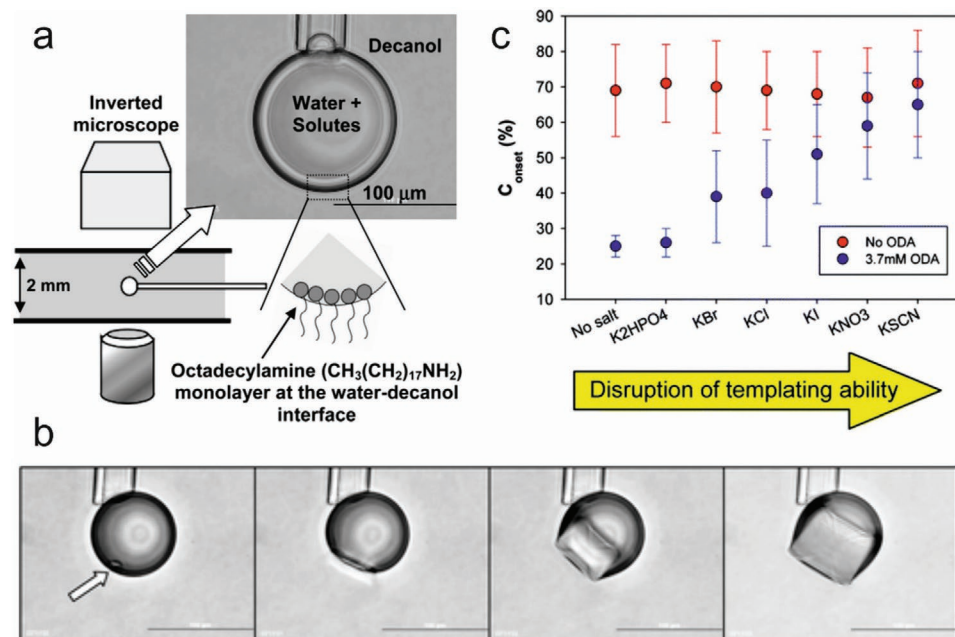 a
Decanol
Water +
Solutes
Inverted
microscope
100 µm
2 mm
Octadecylamine (CH3(CH2)17NH2)
monolayer at the water-decanol
interface
c
90
80
70
60
50
40
30
20
10
Conset (%)
No ODA
3.7mM ODA
No salt
K2HPO4
KBr
KCl
KI
KNO3
KSCN
Disruption of templating ability
b